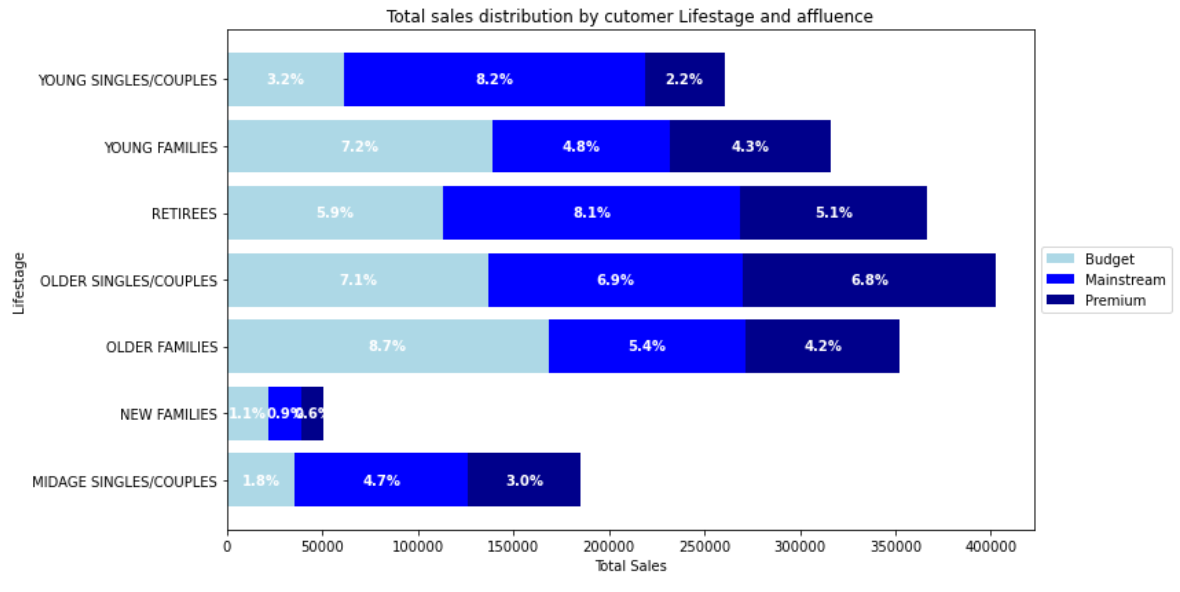 Total sales distribution by cutomer Lifestage and affluence
YOUNG SINGLES/COUPLES
3.2%
8.2%
2.2%
YOUNG FAMILIES
7.2%
4.8%
4.3%
RETIREES
5.9%
8.1%
5.1%
OLDER SINGLES/COUPLES
7.1%
6.9%
6.8%
OLDER FAMILIES
8.7%
5.4%
4.2%
NEW FAMILIES
1.1%
0.9%
0.6%
MIDAGE SINGLES/COUPLES
1.8%
4.7%
3.0%
Lifestage
0
50000
100000
150000
200000
250000
300000
350000
400000
Total Sales
Budget
Mainstream
Premium